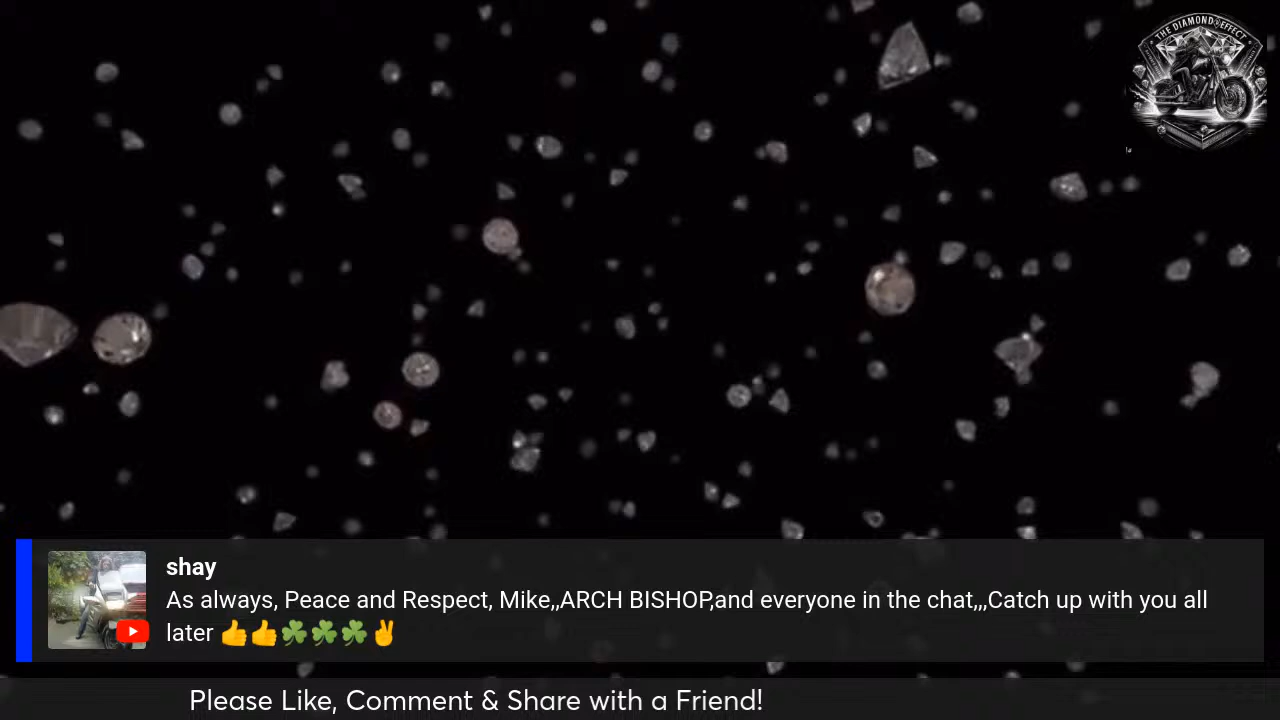 THE DIAMOND EFFECT
shay
As always, Peace and Respect, Mike,,ARCH BISHOP,and everyone in the chat,,,Catch up with you all
later 👍👍☘️☘️☘️✌️
Please Like, Comment & Share with a Friend!